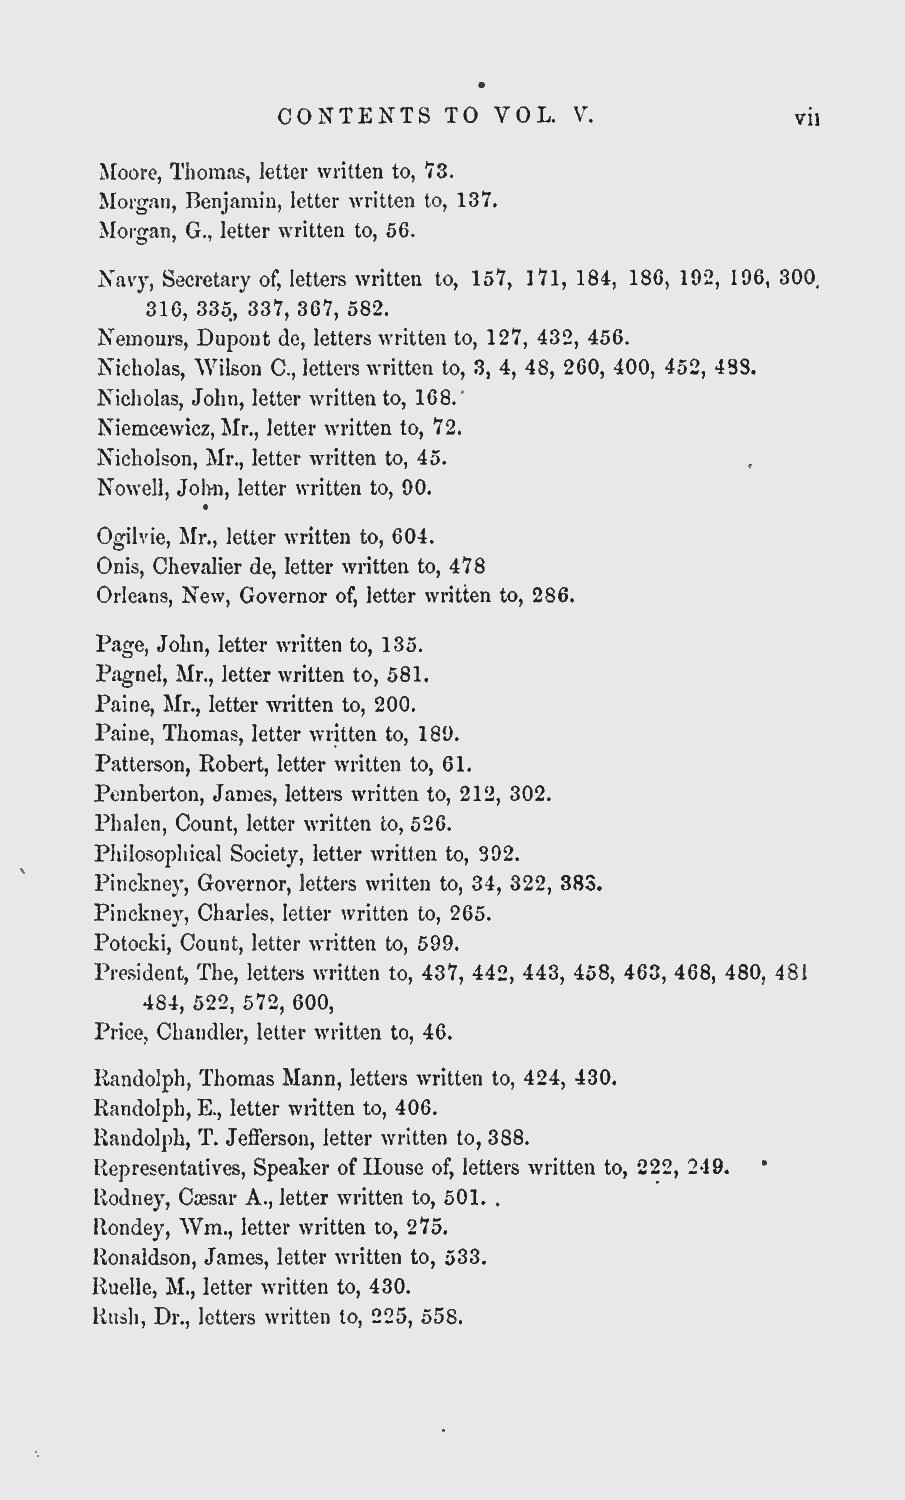 CONTENTS TO VOL. V. vii
Moore, Thomas, letter written to, 73.
Morgan, Benjamin, letter written to, 137.
Morgan, G., letter written to, 56.
Navy, Secretary of, letters written to, 157, 171, 184, 186, 192, 196, 300,
316, 335, 337, 367, 582.
Nemours, Dupont de, letters written to, 127, 432, 456.
Nicholas, Wilson C., letters written to, 3, 4, 48, 260, 400, 452, 488.
Nicholas, John, letter written to, 168.
Niemcewicz, Mr., letter written to, 72.
Nicholson, Mr., letter written to, 45.
Nowell, John, letter written to, 90.
Ogilvie, Mr., letter written to, 604.
Onis, Chevalier de, letter written to, 478
Orleans, New, Governor of, letter written to, 286.
Page, John, letter written to, 135.
Pagnel, Mr., letter written to, 581.
Paine, Mr., letter written to, 200.
Paine, Thomas, letter written to, 189.
Patterson, Robert, letter written to, 61.
Pemberton, James, letters written to, 212, 302.
Phalen, Count, letter written to, 526.
Philosophical Society, letter written to, 392.
Pinckney, Governor, letters written to, 34, 322, 383.
Pinckney, Charles, letter written to, 265.
Potocki, Count, letter written to, 599.
President, The, letters written to, 437, 442, 443, 458, 463, 468, 480, 481
484, 522, 572, 600,
Price, Chandler, letter written to, 46.
Randolph, Thomas Mann, letters written to, 424, 430.
Randolph, E., letter written to, 406.
Randolph, T. Jefferson, letter written to, 388.
Representatives, Speaker of House of, letters written to, 222, 249.
Rodney, Cæsar A., letter written to, 501.
Rondey, Wm., letter written to, 275.
Ronaldson, James, letter written to, 533.
Ruelle, M., letter written to, 430.
Rush, Dr., letters written to, 225, 558.